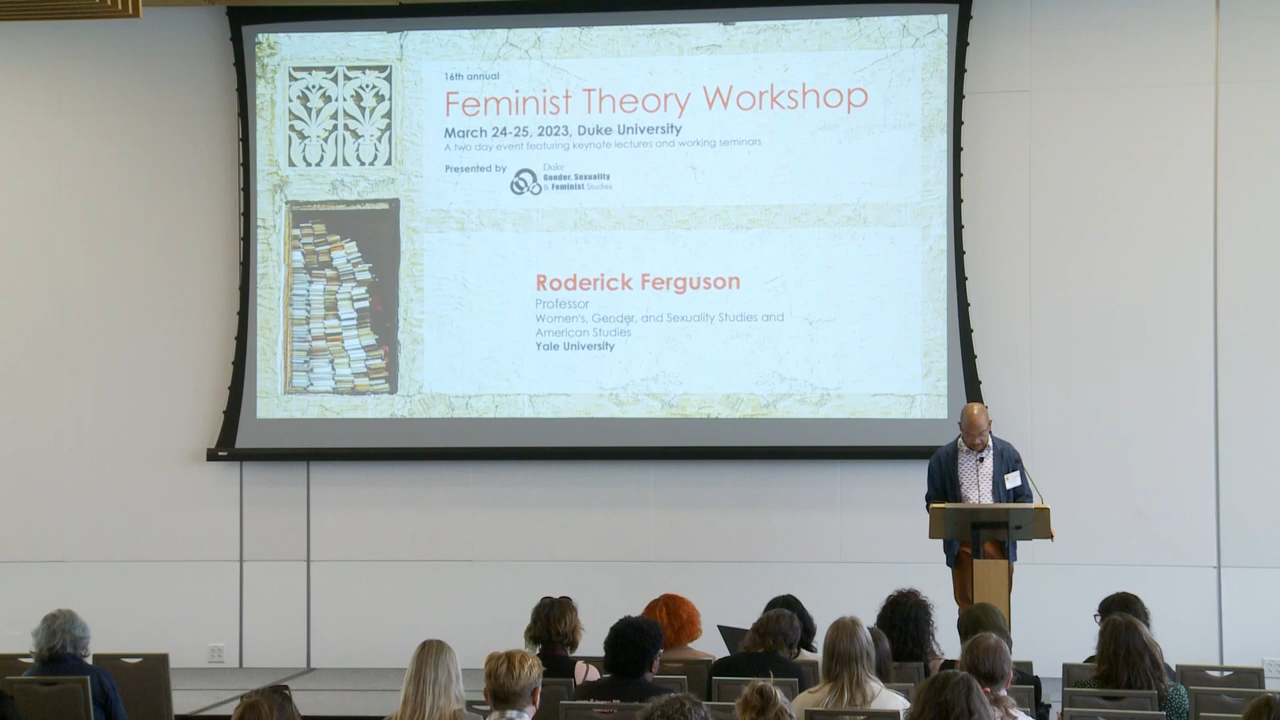 16th annual
Feminist Theory Workshop
March 24-25, 2023, Duke University
A two day event featuring keynote lectures and working seminars
Presented by
Duke
Gender, Sexuality
& Feminist Studies
Roderick Ferguson
Professor
Women's, Gender, and Sexuality Studies and
American Studies
Yale University